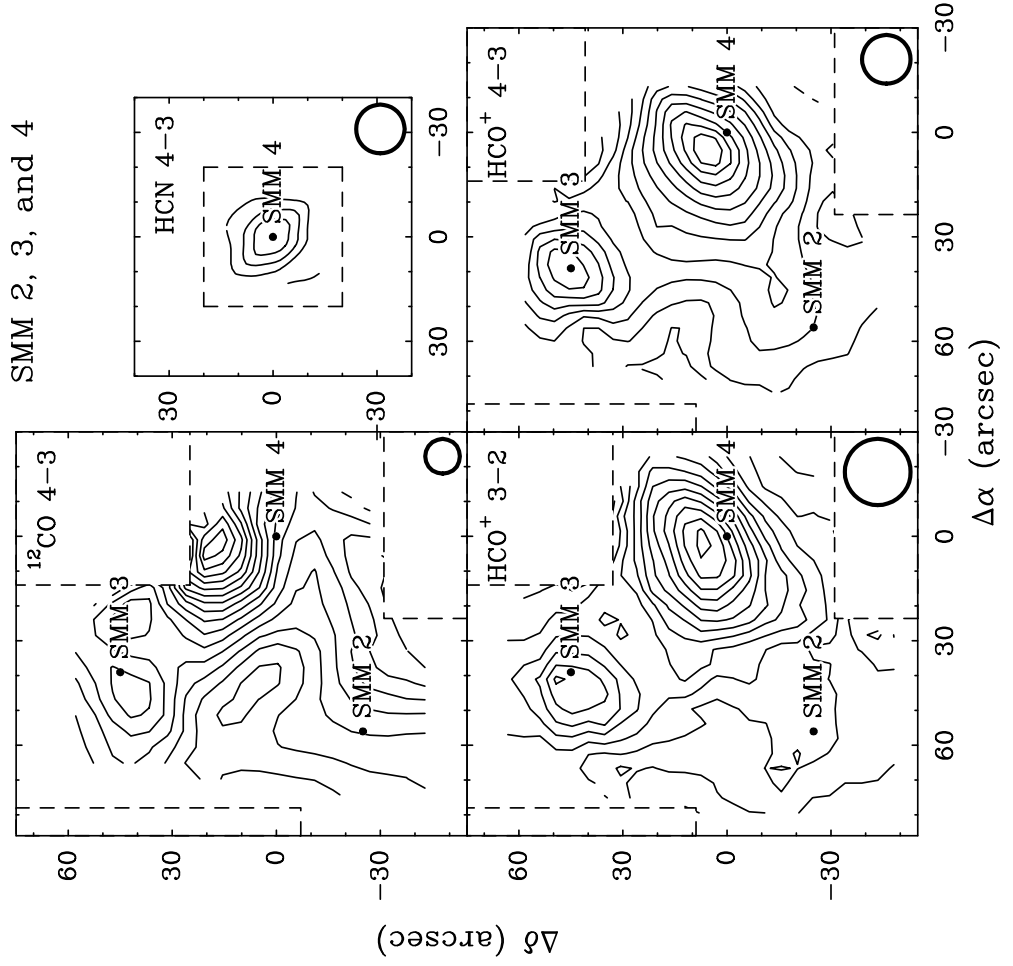 SMM 2, 3, and 4
¹²CO 4−3
SMM 3
SMM 4
SMM 2
60
30
0
−30
HCN 4−3
SMM 4
30
0
−30
30
0
−30
HCO⁺ 3−2
SMM 3
SMM 4
SMM 2
60
30
0
−30
HCO⁺ 4−3
SMM 3
SMM 4
SMM 2
60 30 0 −30 60 30 0 −30
Δα (arcsec)
Δδ (arcsec)